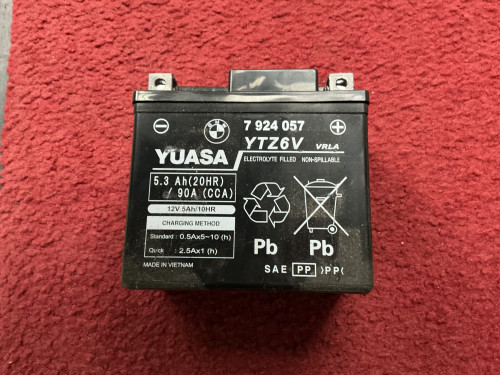 BMW
7 924 057
YUASA
YTZ6V
VRLA
ELECTROLYTE FILLED NON-SPILLABLE
5.3 Ah(20HR)
/ 90A (CCA)
12V 5Ah/10HR
CHARGING METHOD
Standard : 0.5Ax5~10 (h)
Quick : 2.5Ax1 (h)
MADE IN VIETNAM
Pb Pb
SAE PP >PP<